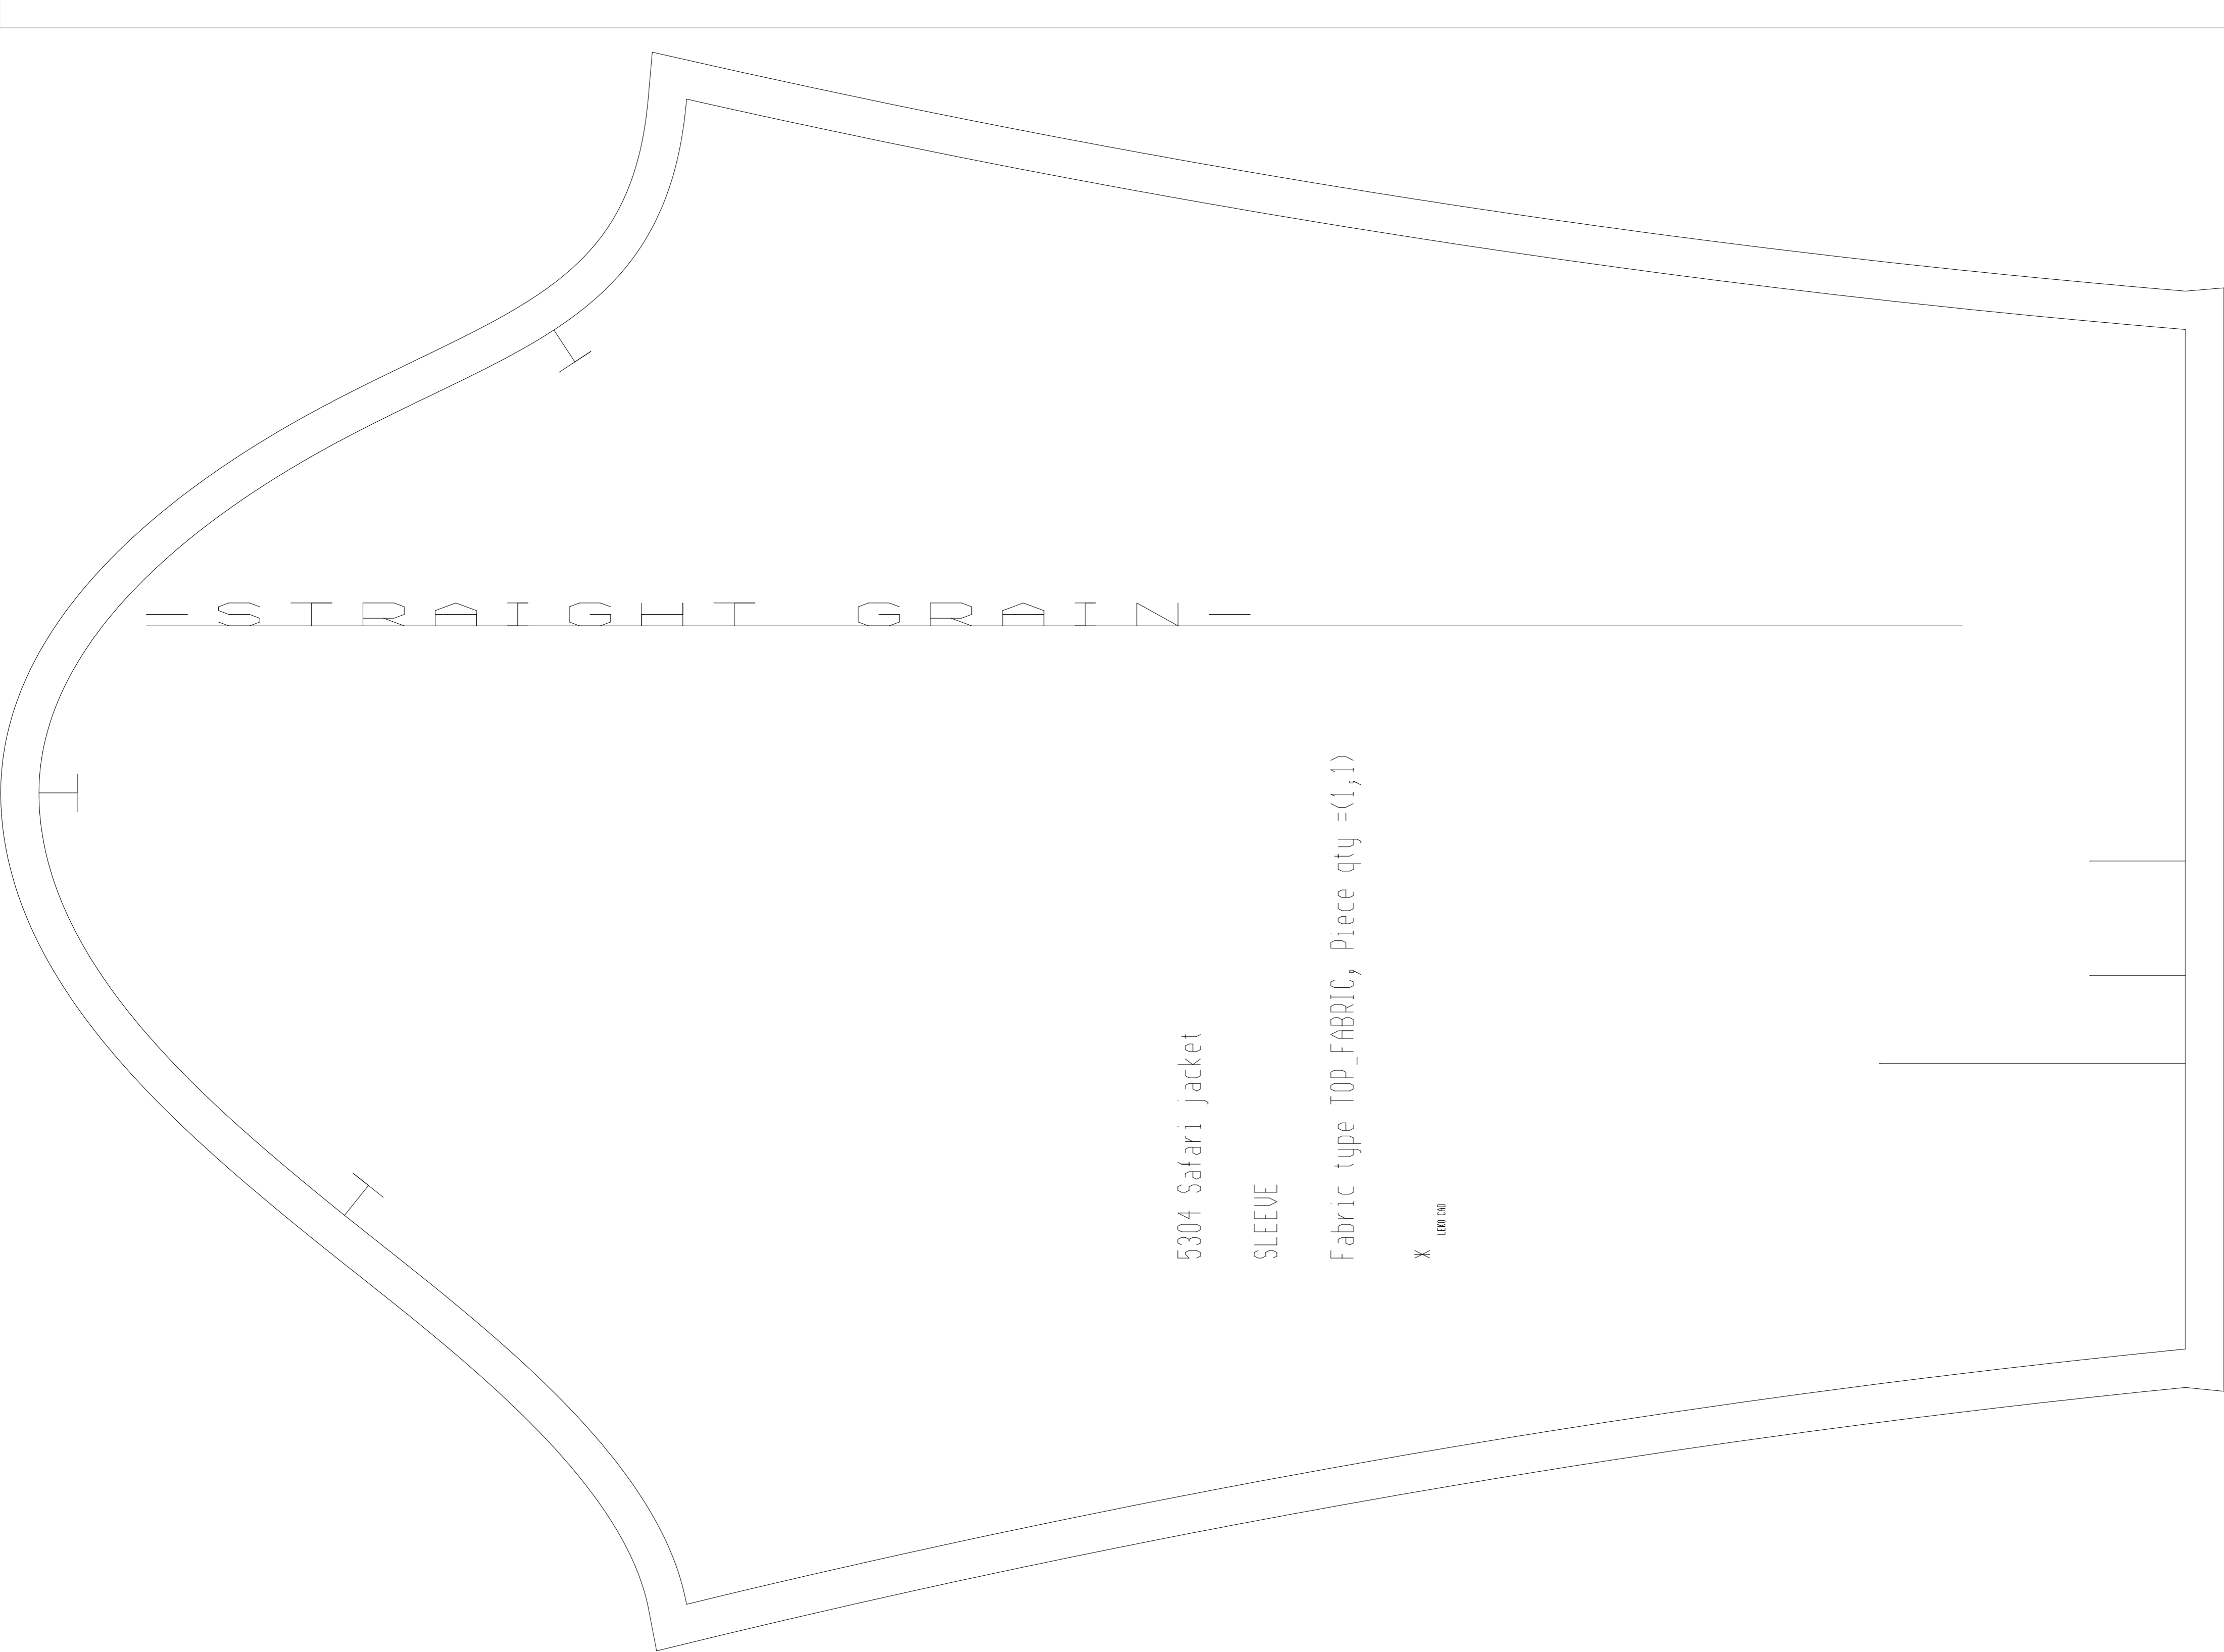 -STRAIGHT GRAIN-
5304 Safari jacket
SLEEVE
Fabric type TOP_FABRIC, Piece qty =(1,1)
*
LEKO CAD